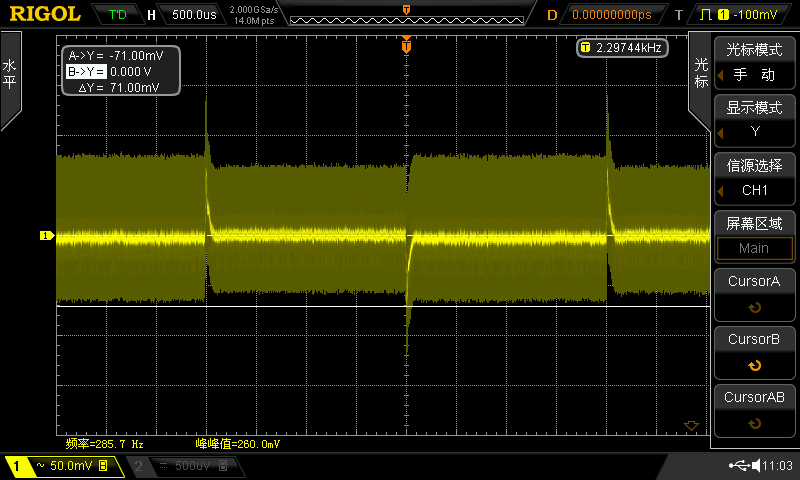 RIGOL T'D H 500.0us 2.000GSa/s 14.0M pts D 0.00000000ps T 1 -100mV
水平
A->Y = -71.00mV
B->Y = 0.000 V
ΔY = 71.00mV
T 2.29744kHz
光标
光标模式
手 动
显示模式
Y
信源选择
CH1
屏幕区域
Main
CursorA
CursorB
CursorAB
T
1
频率=285.7 Hz 峰峰值=260.0mV
1 ~ 50.0mV B 2 = 500uV B 11:03